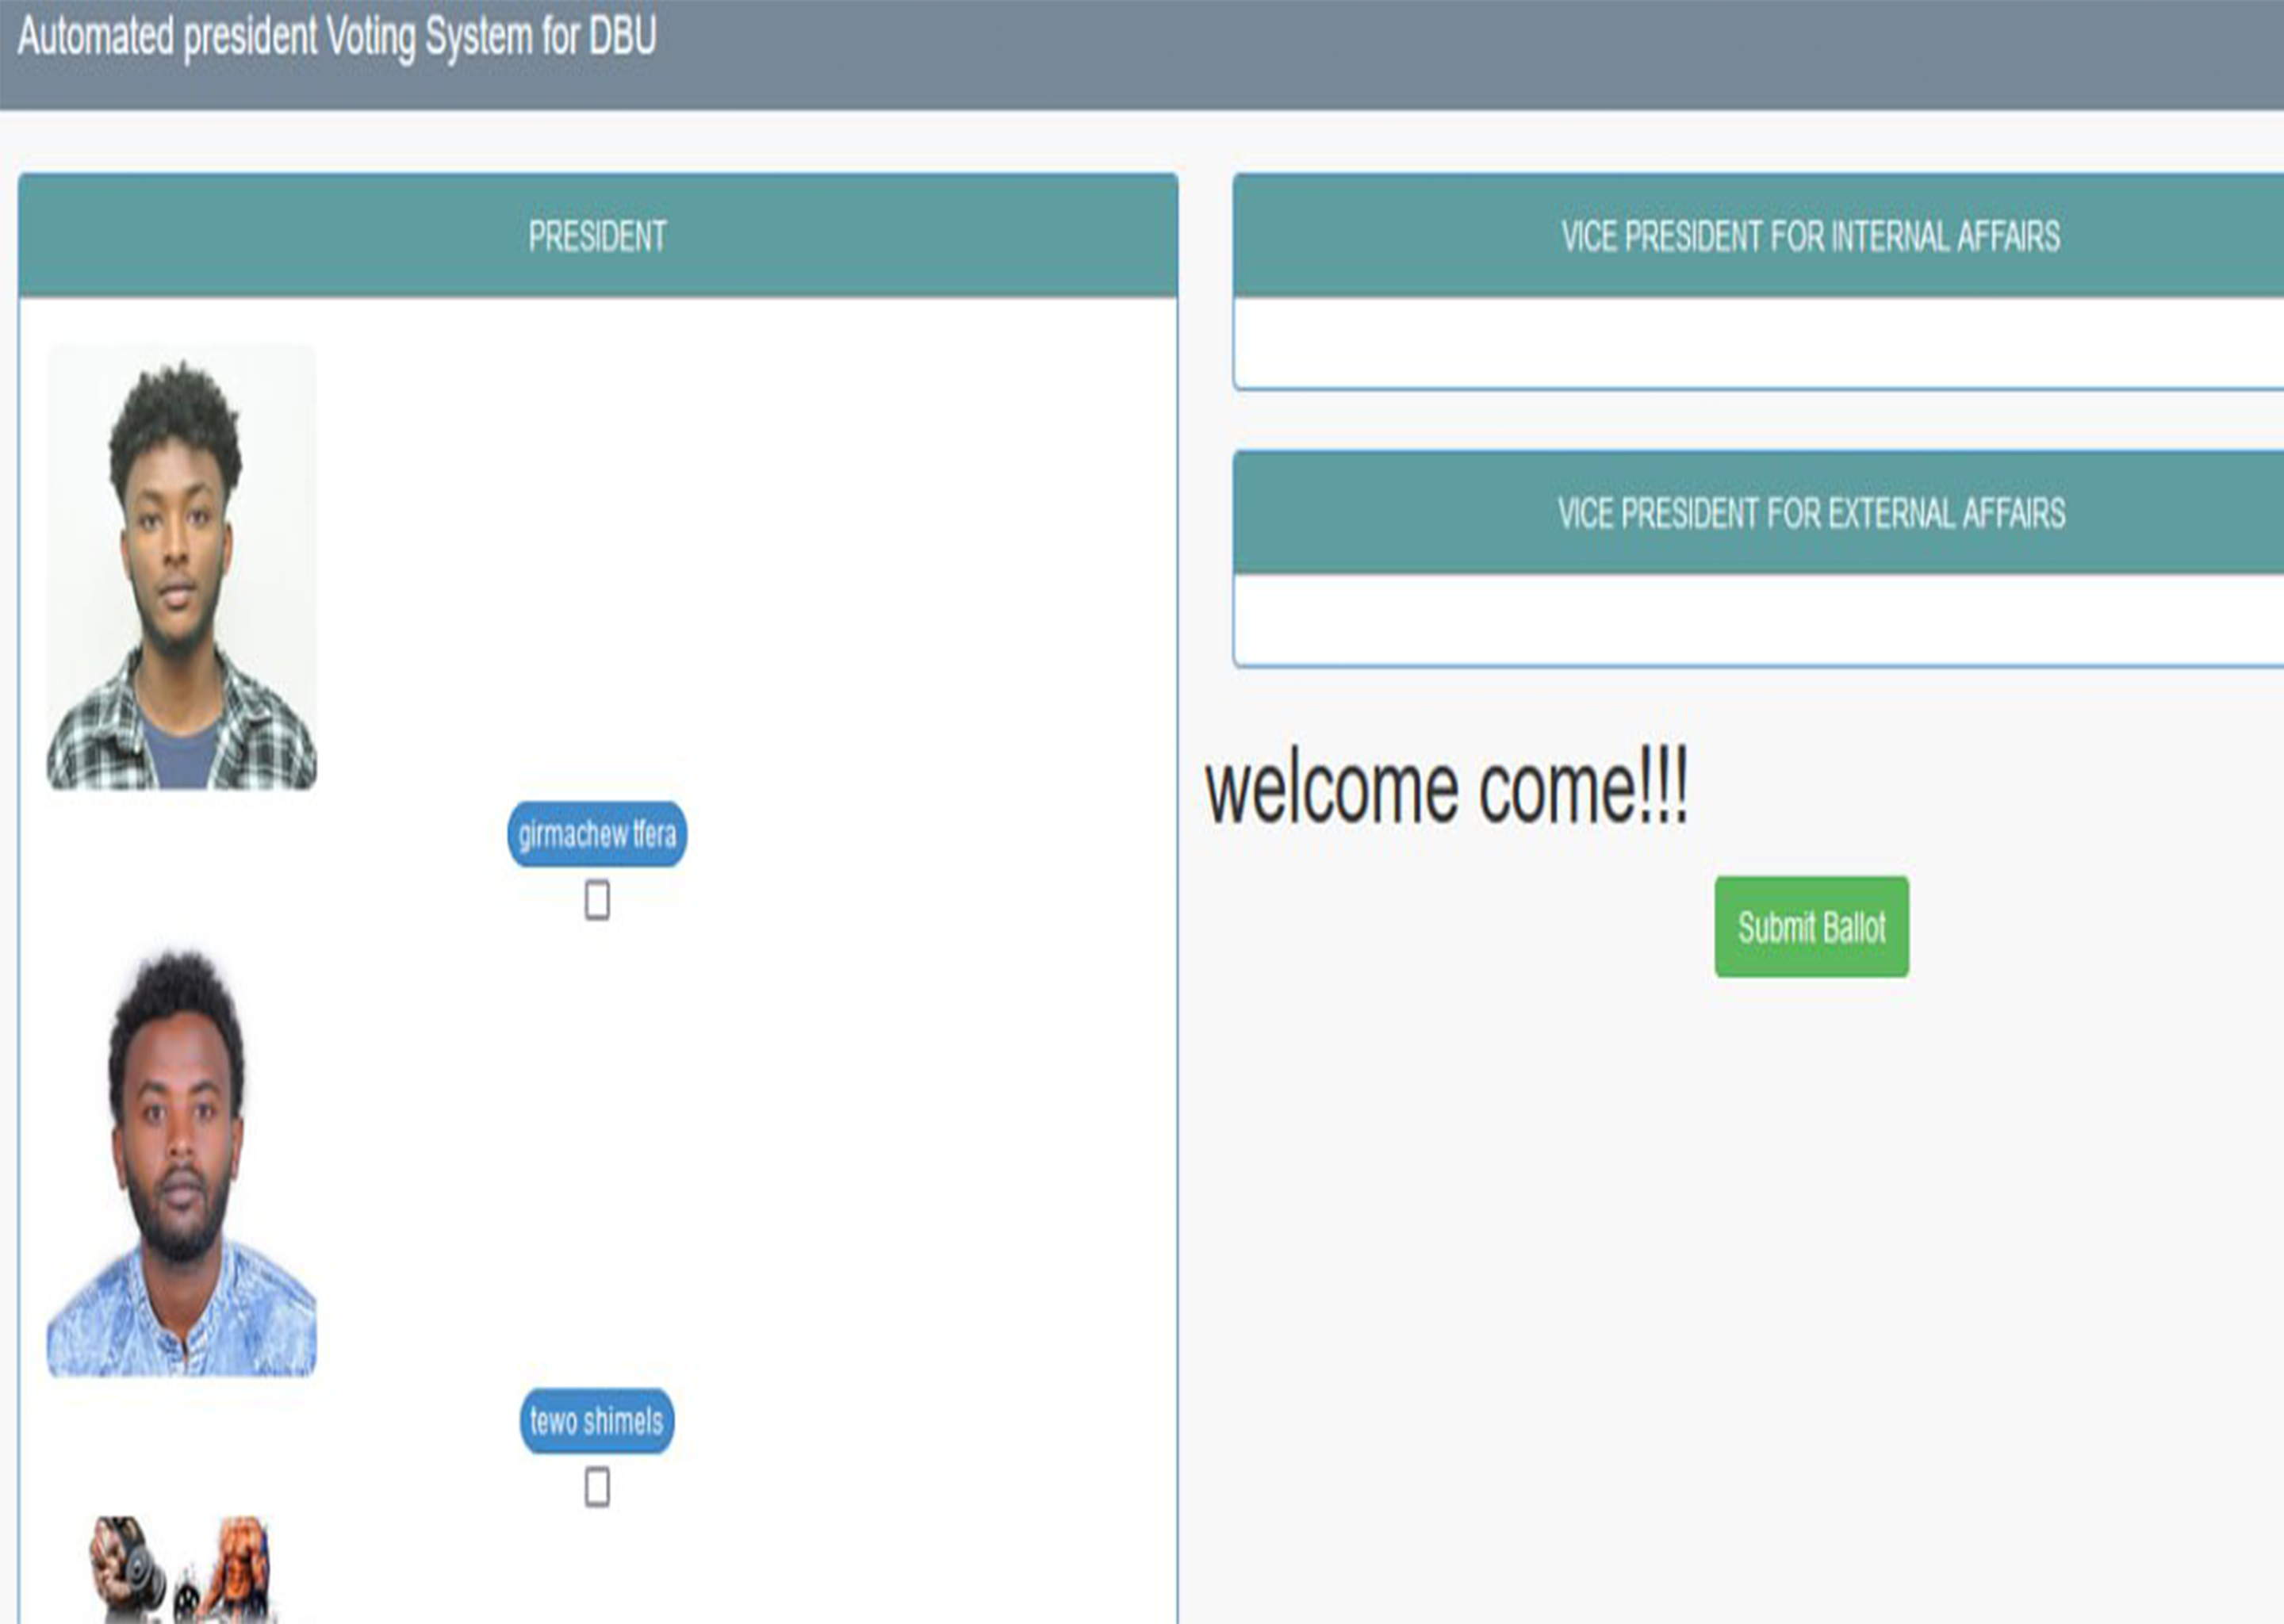 Automated president Voting System for DBU
PRESIDENT
girmachew tfera
tewo shimels
VICE PRESIDENT FOR INTERNAL AFFAIRS
VICE PRESIDENT FOR EXTERNAL AFFAIRS
welcome come!!!
Submit Ballot